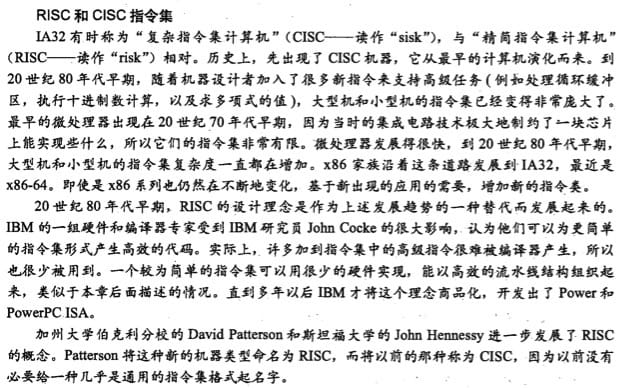 RISC 和 CISC 指令集
IA32 有时称为“复杂指令集计算机”(CISC——读作“sisk”)，与“精简指令集计算机”
(RISC——读作“risk”) 相对。历史上，先出现了 CISC 机器，它从最早的计算机演化而来。到
20 世纪 80 年代早期，随着机器设计者加入了很多新指令来支持高级任务 (例如处理循环缓冲
区，执行十进制数计算，以及求多项式的值)，大型机和小型机的指令集已经变得非常庞大了。
最早的微处理器出现在 20 世纪 70 年代早期，因为当时的集成电路技术极大地制约了一块芯片
上能实现些什么，所以它们的指令集非常有限。微处理器发展得很快，到 20 世纪 80 年代早期，
大型机和小型机的指令集复杂度一直都在增加。x86 家族沿着这条道路发展到 IA32，最近是
x86-64。即使是 x86 系列也仍然在不断地变化，基于新出现的应用的需要，增加新的指令类。
20 世纪 80 年代早期，RISC 的设计理念是作为上述发展趋势的一种替代而发展起来的。
IBM 的一组硬件和编译器专家受到 IBM 研究员 John Cocke 的很大影响，认为他们可以为更简单
的指令集形式产生高效的代码。实际上，许多加到指令集中的高级指令很难被编译器产生，所以
也很少被用到。一个较为简单的指令集可以用很少的硬件实现，能以高效的流水线结构组织起
来，类似于本章后面描述的情况。直到多年以后 IBM 才将这个理念商品化，开发出了 Power 和
PowerPC ISA。
加州大学伯克利分校的 David Patterson 和斯坦福大学的 John Hennessy 进一步发展了 RISC
的概念。Patterson 将这种新的机器类型命名为 RISC，而将以前的那种称为 CISC，因为以前没有
必要给一种几乎是通用的指令集格式起名字。